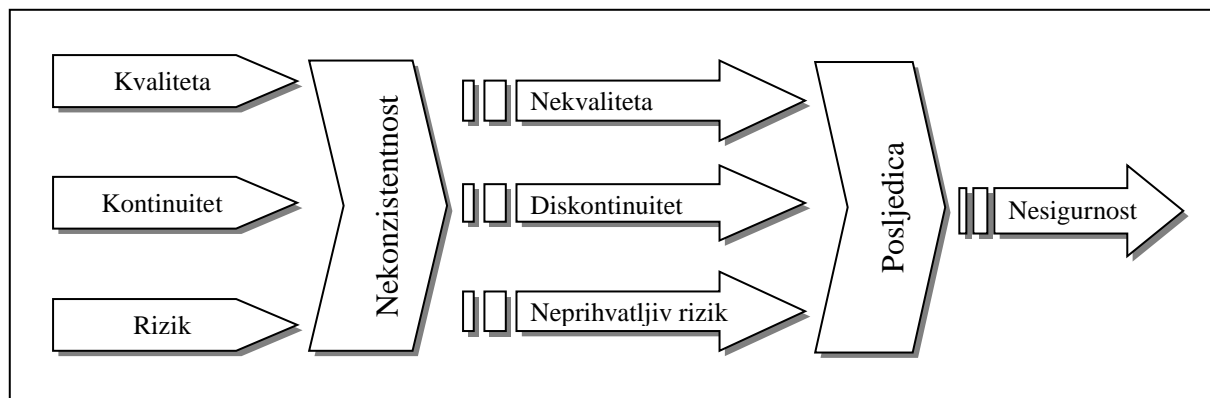 Kvaliteta
Kontinuitet
Rizik
Nekonzistentnost
Nekvaliteta
Diskontinuitet
Neprihvatljiv rizik
Posljedica
Nesigurnost